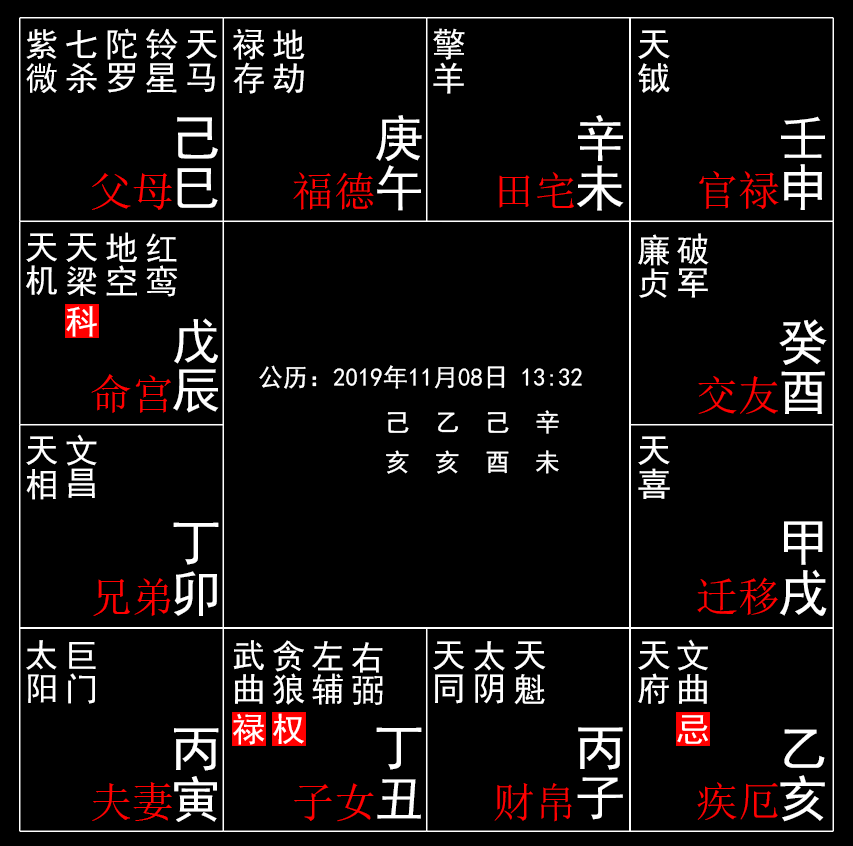 紫微 七杀 陀罗 铃星 天马
父母 己巳
禄存 地劫
福德 庚午
擎羊
田宅 辛未
天钺
官禄 壬申
天机 天梁 地空 红鸾
科
命宫 戊辰
廉贞 破军
交友 癸酉
公历：2019年11月08日 13:32
己 乙 己 辛
亥 亥 酉 未
天相 文昌
兄弟 丁卯
天喜
迁移 甲戌
太阳 巨门
夫妻 丙寅
武曲 贪狼 左辅 右弼
禄 权
子女 丁丑
天同 太阴 天魁
财帛 丙子
天府 文曲
忌
疾厄 乙亥